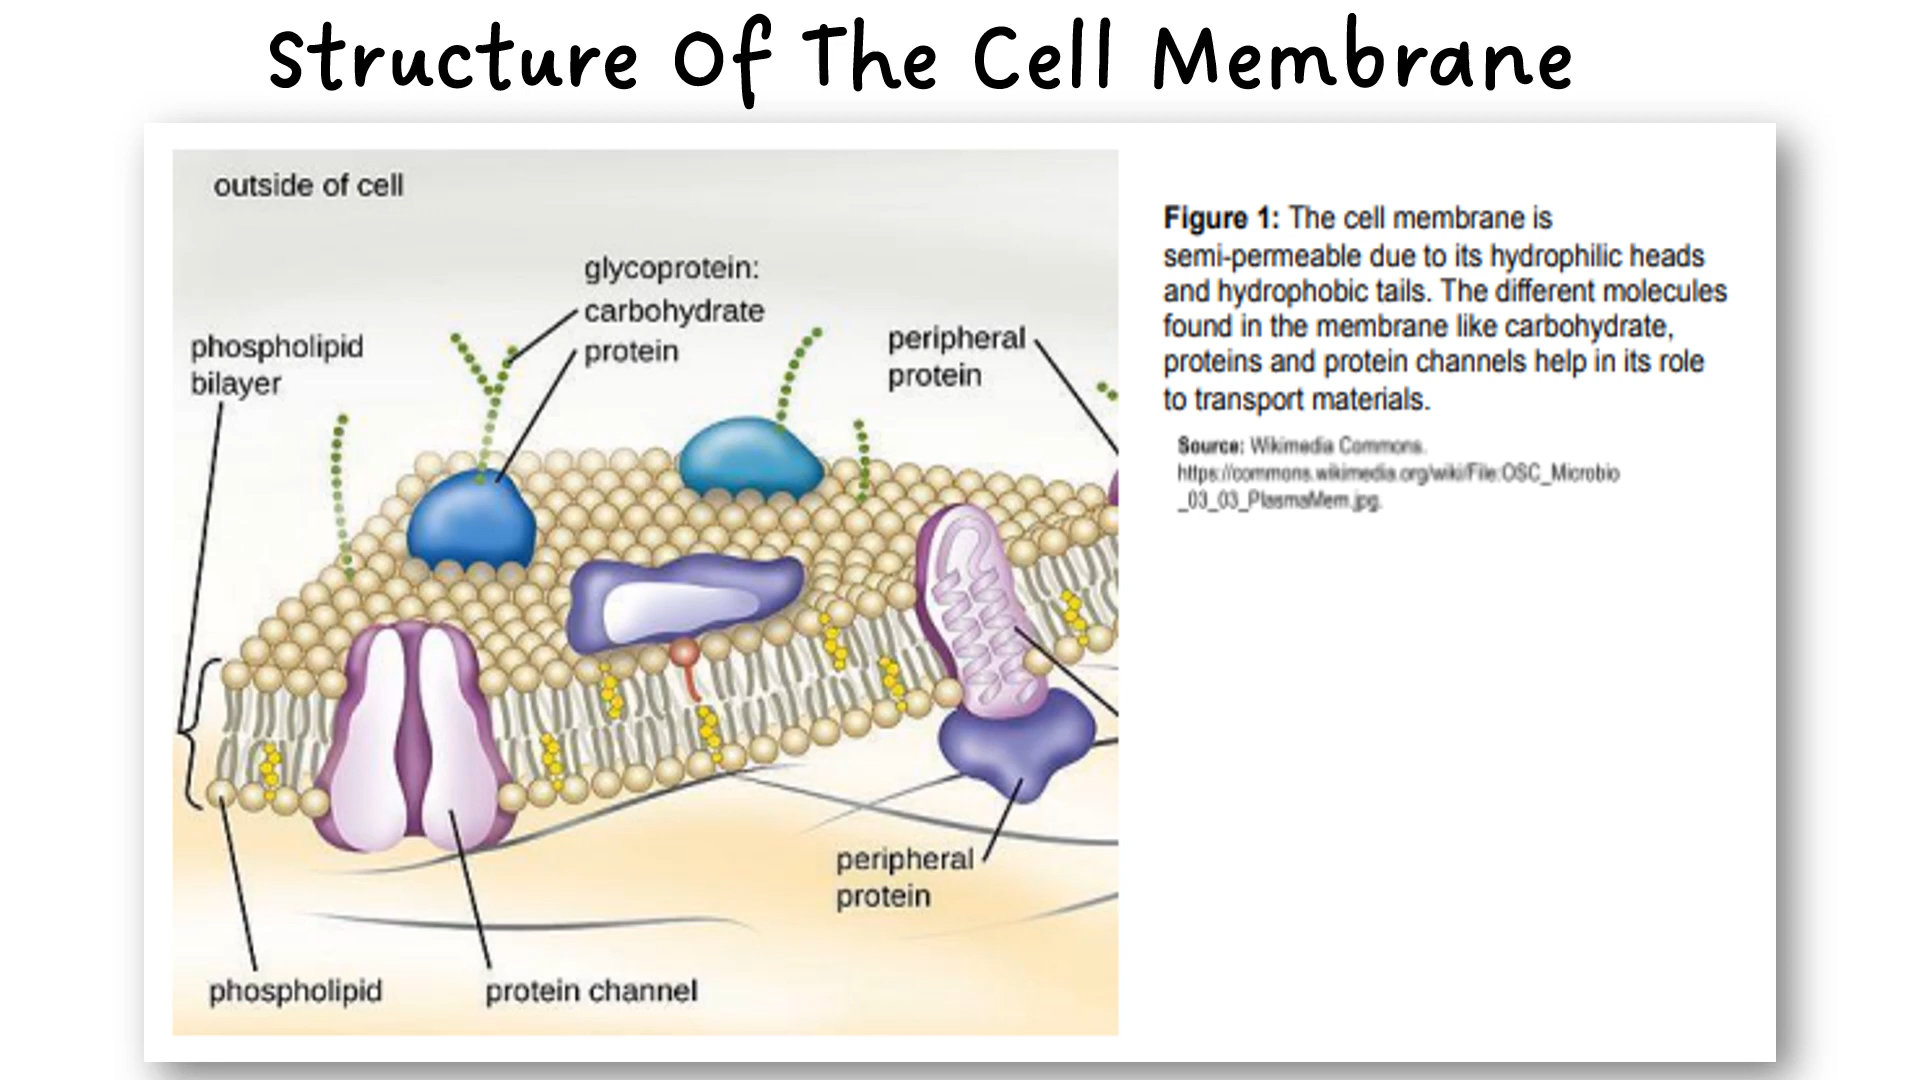 Structure Of The Cell Membrane
outside of cell
glycoprotein:
carbohydrate
protein
phospholipid
bilayer
peripheral
protein
peripheral
protein
phospholipid
protein channel
Figure 1: The cell membrane is
semi-permeable due to its hydrophilic heads
and hydrophobic tails. The different molecules
found in the membrane like carbohydrate,
proteins and protein channels help in its role
to transport materials.
Source: Wikimedia Commons.
https://commons.wikimedia.org/wiki/File:OSC_Microbio
_03_03_PlasmaMem.jpg.